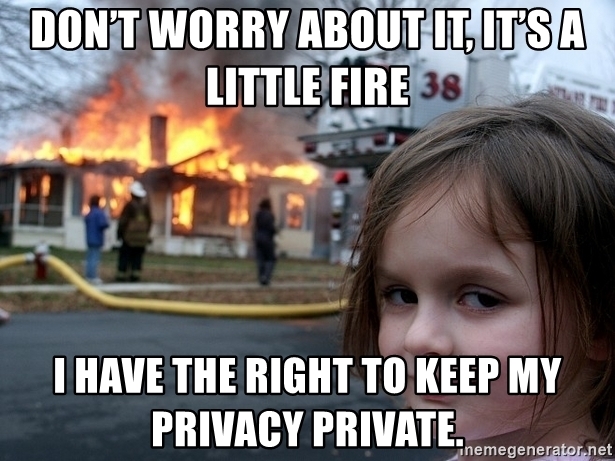 DON'T WORRY ABOUT IT, IT'S A
LITTLE FIRE
38
I HAVE THE RIGHT TO KEEP MY
PRIVACY PRIVATE.
memegenerator.net